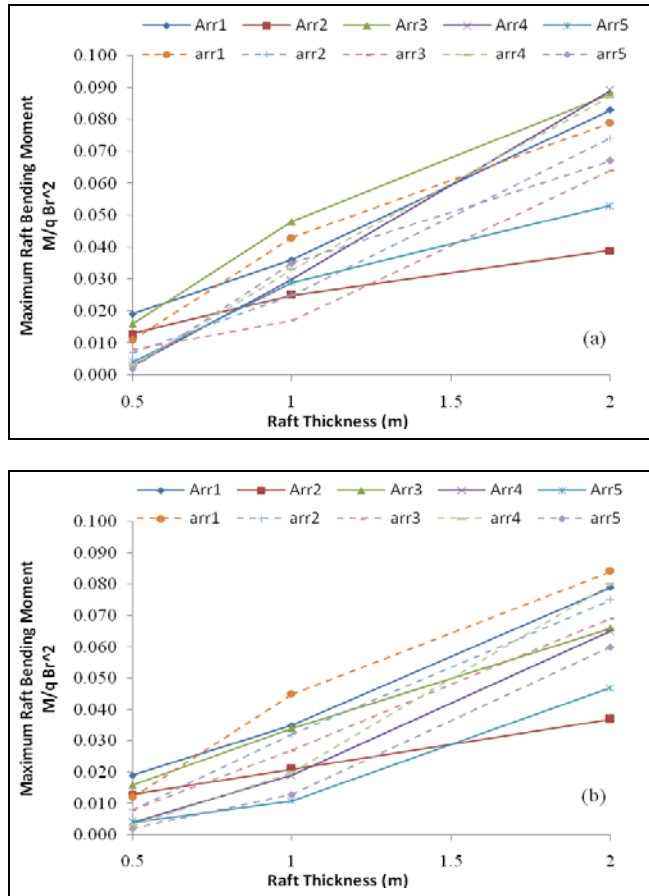 Arr1 Arr2 Arr3 Arr4 Arr5
arr1 arr2 arr3 arr4 arr5
0.100
0.090
0.080
0.070
0.060
0.050
0.040
0.030
0.020
0.010
0.000
Maximum Raft Bending Moment
M/q Br^2
(a)
0.5 1 1.5 2
Raft Thickness (m)
Arr1 Arr2 Arr3 Arr4 Arr5
arr1 arr2 arr3 arr4 arr5
0.100
0.090
0.080
0.070
0.060
0.050
0.040
0.030
0.020
0.010
0.000
Maximum Raft Bending Moment
M/q Br^2
(b)
0.5 1 1.5 2
Raft Thickness (m)